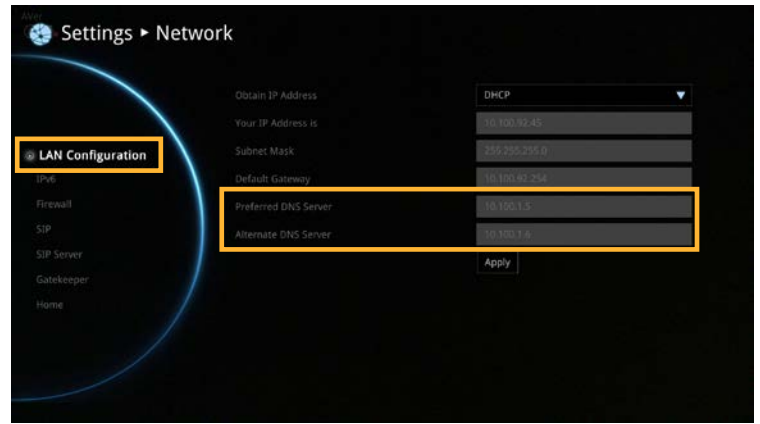 AVer
Settings ▸ Network
Obtain IP Address DHCP
Your IP Address is 10.100.92.45
LAN Configuration Subnet Mask 255.255.255.0
IPv6 Default Gateway 10.100.92.254
Firewall Preferred DNS Server 10.100.1.5
SIP Alternate DNS Server 10.100.1.6
SIP Server Apply
Gatekeeper
Home